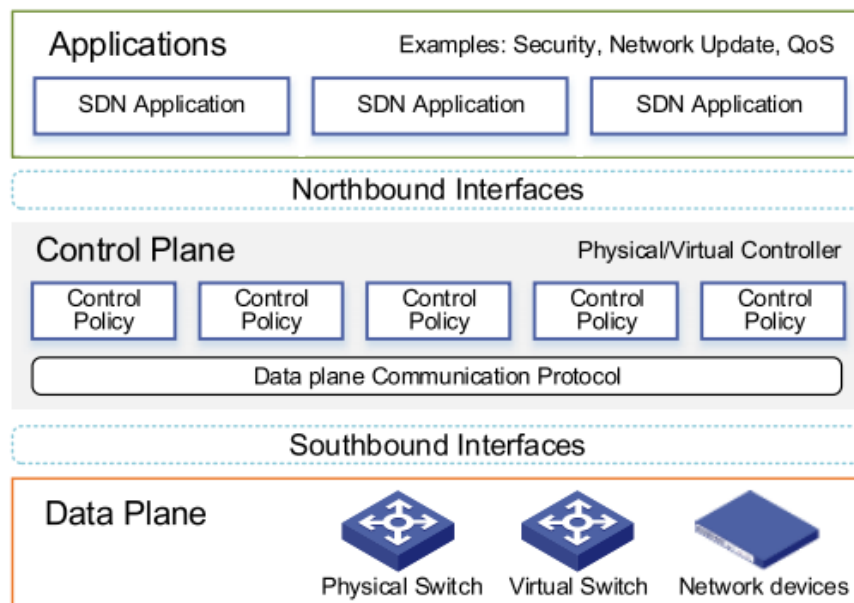 Applications
Examples: Security, Network Update, QoS
SDN Application
SDN Application
SDN Application
Northbound Interfaces
Control Plane
Physical/Virtual Controller
Control
Policy
Control
Policy
Control
Policy
Control
Policy
Control
Policy
Data plane Communication Protocol
Southbound Interfaces
Data Plane
Physical Switch
Virtual Switch
Network devices